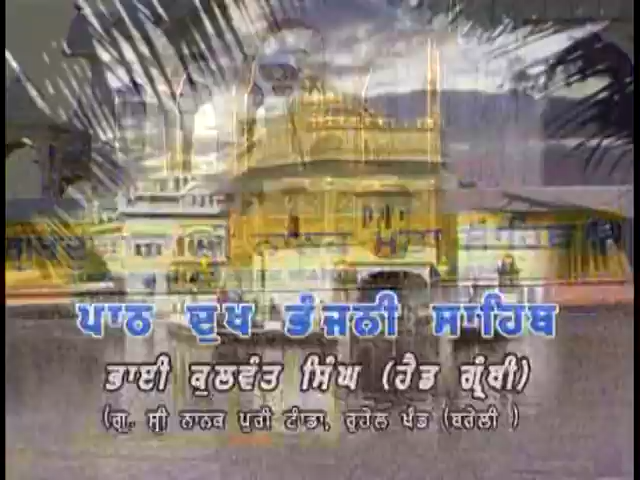 ਪਾਠ ਦੁਖ ਭੰਜਨੀ ਸਾਹਿਬ
ਭਾਈ ਕੁਲਵੰਤ ਸਿੰਘ (ਹੈਡ ਗ੍ਰੰਥੀ)
(ਗੁ. ਸ੍ਰੀ ਨਾਨਕ ਪੁਰੀ ਟਾਂਡਾ, ਰੁਹੇਲ ਖੰਡ (ਬਰੇਲੀ )